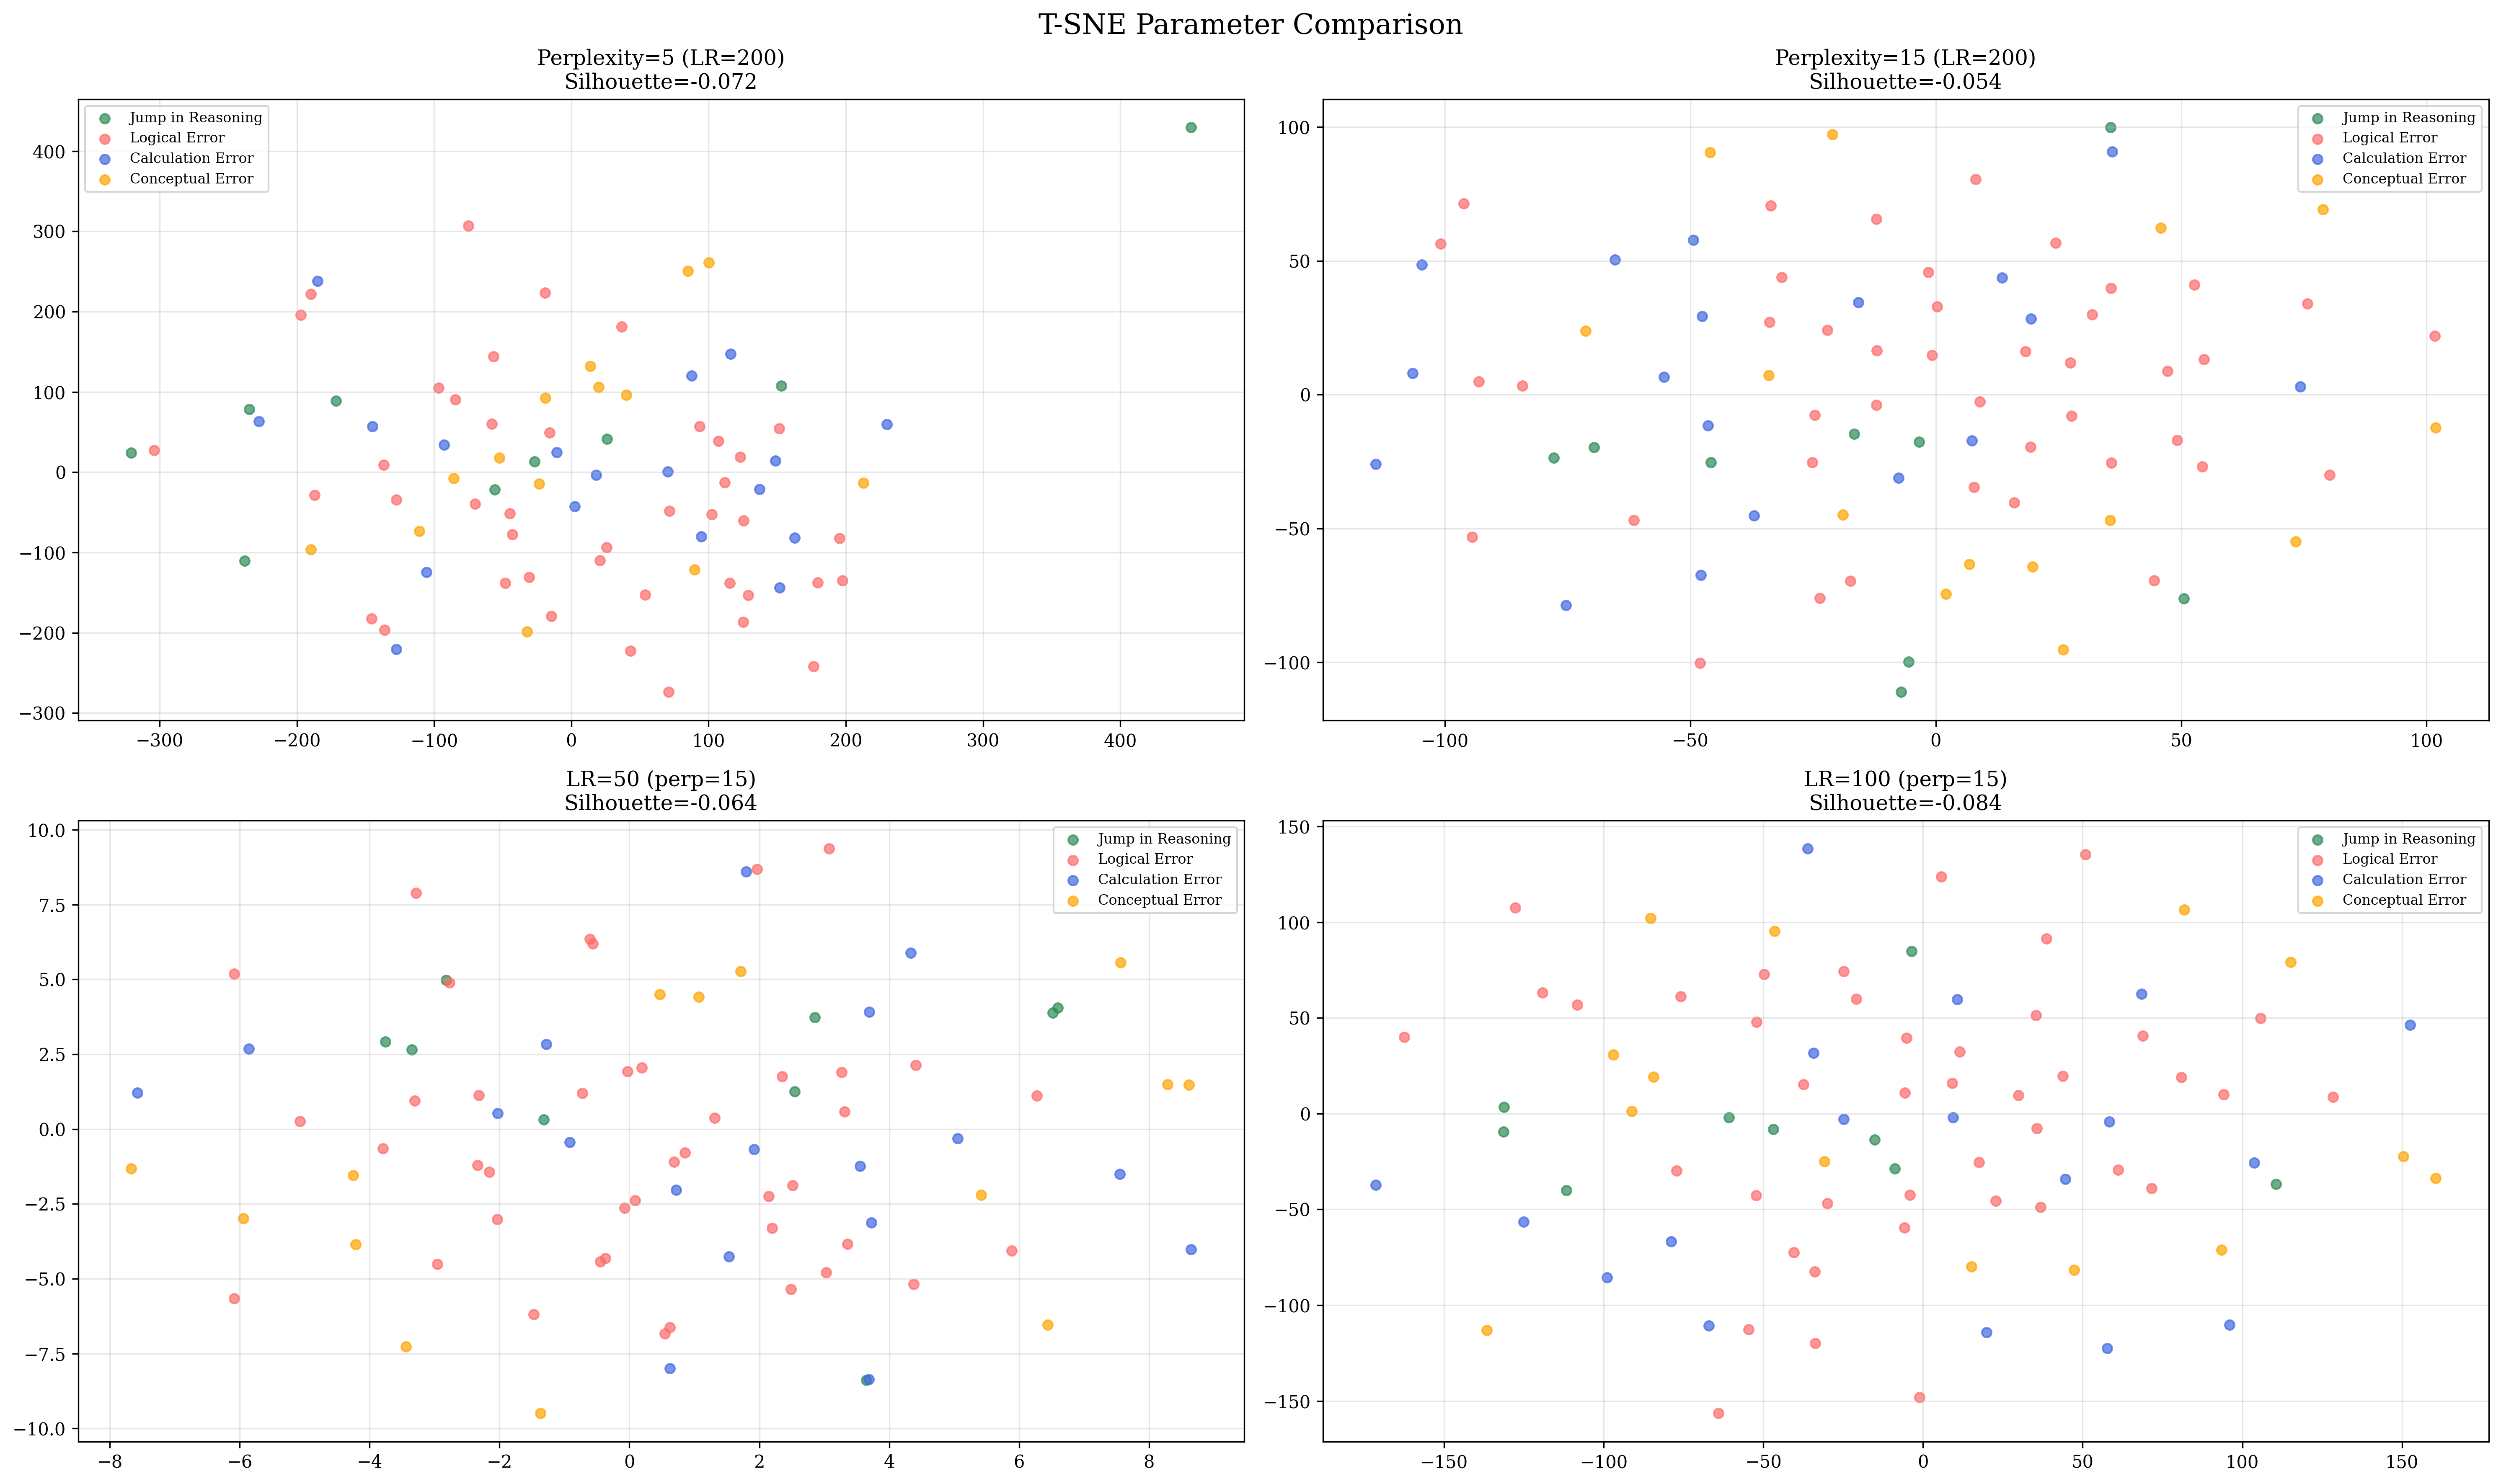 T-SNE Parameter Comparison
Perplexity=5 (LR=200)
Silhouette=-0.072
Jump in Reasoning
Logical Error
Calculation Error
Conceptual Error
400
300
200
100
0
−100
−200
−300
−300 −200 −100 0 100 200 300 400
Perplexity=15 (LR=200)
Silhouette=-0.054
Jump in Reasoning
Logical Error
Calculation Error
Conceptual Error
100
50
0
−50
−100
−100 −50 0 50 100
LR=50 (perp=15)
Silhouette=-0.064
Jump in Reasoning
Logical Error
Calculation Error
Conceptual Error
10.0
7.5
5.0
2.5
0.0
−2.5
−5.0
−7.5
−10.0
−8 −6 −4 −2 0 2 4 6 8
LR=100 (perp=15)
Silhouette=-0.084
Jump in Reasoning
Logical Error
Calculation Error
Conceptual Error
150
100
50
0
−50
−100
−150
−150 −100 −50 0 50 100 150